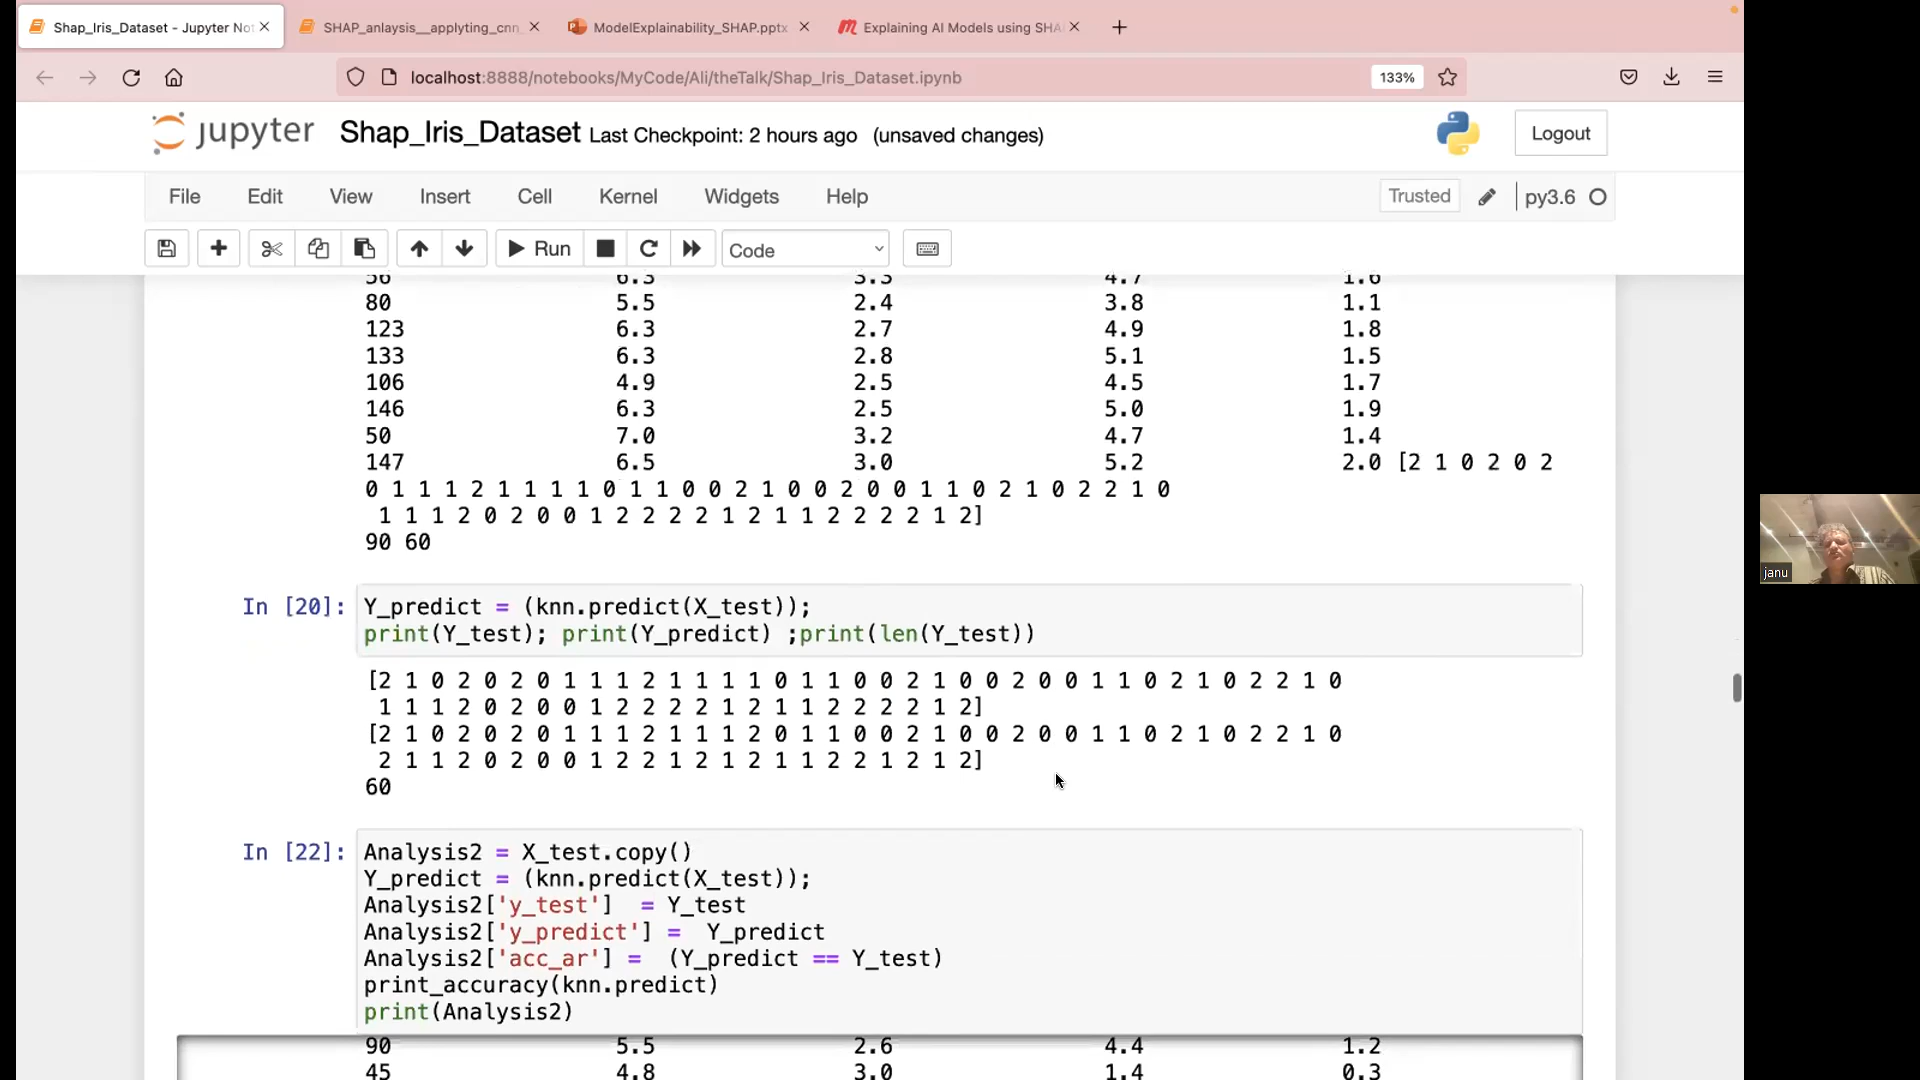 Shap_Iris_Dataset - Jupyter Not
SHAP_anlaysis__applyting_cnn_
ModelExplainability_SHAP.pptx
Explaining AI Models using SHA
localhost:8888/notebooks/MyCode/Ali/theTalk/Shap_Iris_Dataset.ipynb
133%
jupyter Shap_Iris_Dataset Last Checkpoint: 2 hours ago (unsaved changes)
Logout
File Edit View Insert Cell Kernel Widgets Help
Trusted
py3.6
Run
Code
56 6.3 3.3 4.7 1.6
80 5.5 2.4 3.8 1.1
123 6.3 2.7 4.9 1.8
133 6.3 2.8 5.1 1.5
106 4.9 2.5 4.5 1.7
146 6.3 2.5 5.0 1.9
50 7.0 3.2 4.7 1.4
147 6.5 3.0 5.2 2.0 [2 1 0 2 0 2
0 1 1 1 2 1 1 1 1 0 1 1 0 0 2 1 0 0 2 0 0 1 1 0 2 1 0 2 2 1 0
1 1 1 2 0 2 0 0 1 2 2 2 2 1 2 1 1 2 2 2 2 1 2]
90 60
In [20]: Y_predict = (knn.predict(X_test));
print(Y_test); print(Y_predict) ;print(len(Y_test))
[2 1 0 2 0 2 0 1 1 1 2 1 1 1 1 0 1 1 0 0 2 1 0 0 2 0 0 1 1 0 2 1 0 2 2 1 0
1 1 1 2 0 2 0 0 1 2 2 2 2 1 2 1 1 2 2 2 2 1 2]
[2 1 0 2 0 2 0 1 1 1 2 1 1 1 2 0 1 1 0 0 2 1 0 0 2 0 0 1 1 0 2 1 0 2 2 1 0
2 1 1 2 0 2 0 0 1 2 2 1 2 1 2 1 1 2 2 1 2 1 2]
60
In [22]: Analysis2 = X_test.copy()
Y_predict = (knn.predict(X_test));
Analysis2['y_test'] = Y_test
Analysis2['y_predict'] = Y_predict
Analysis2['acc_ar'] = (Y_predict == Y_test)
print_accuracy(knn.predict)
print(Analysis2)
90 5.5 2.6 4.4 1.2
45 4.8 3.0 1.4 0.3
janu